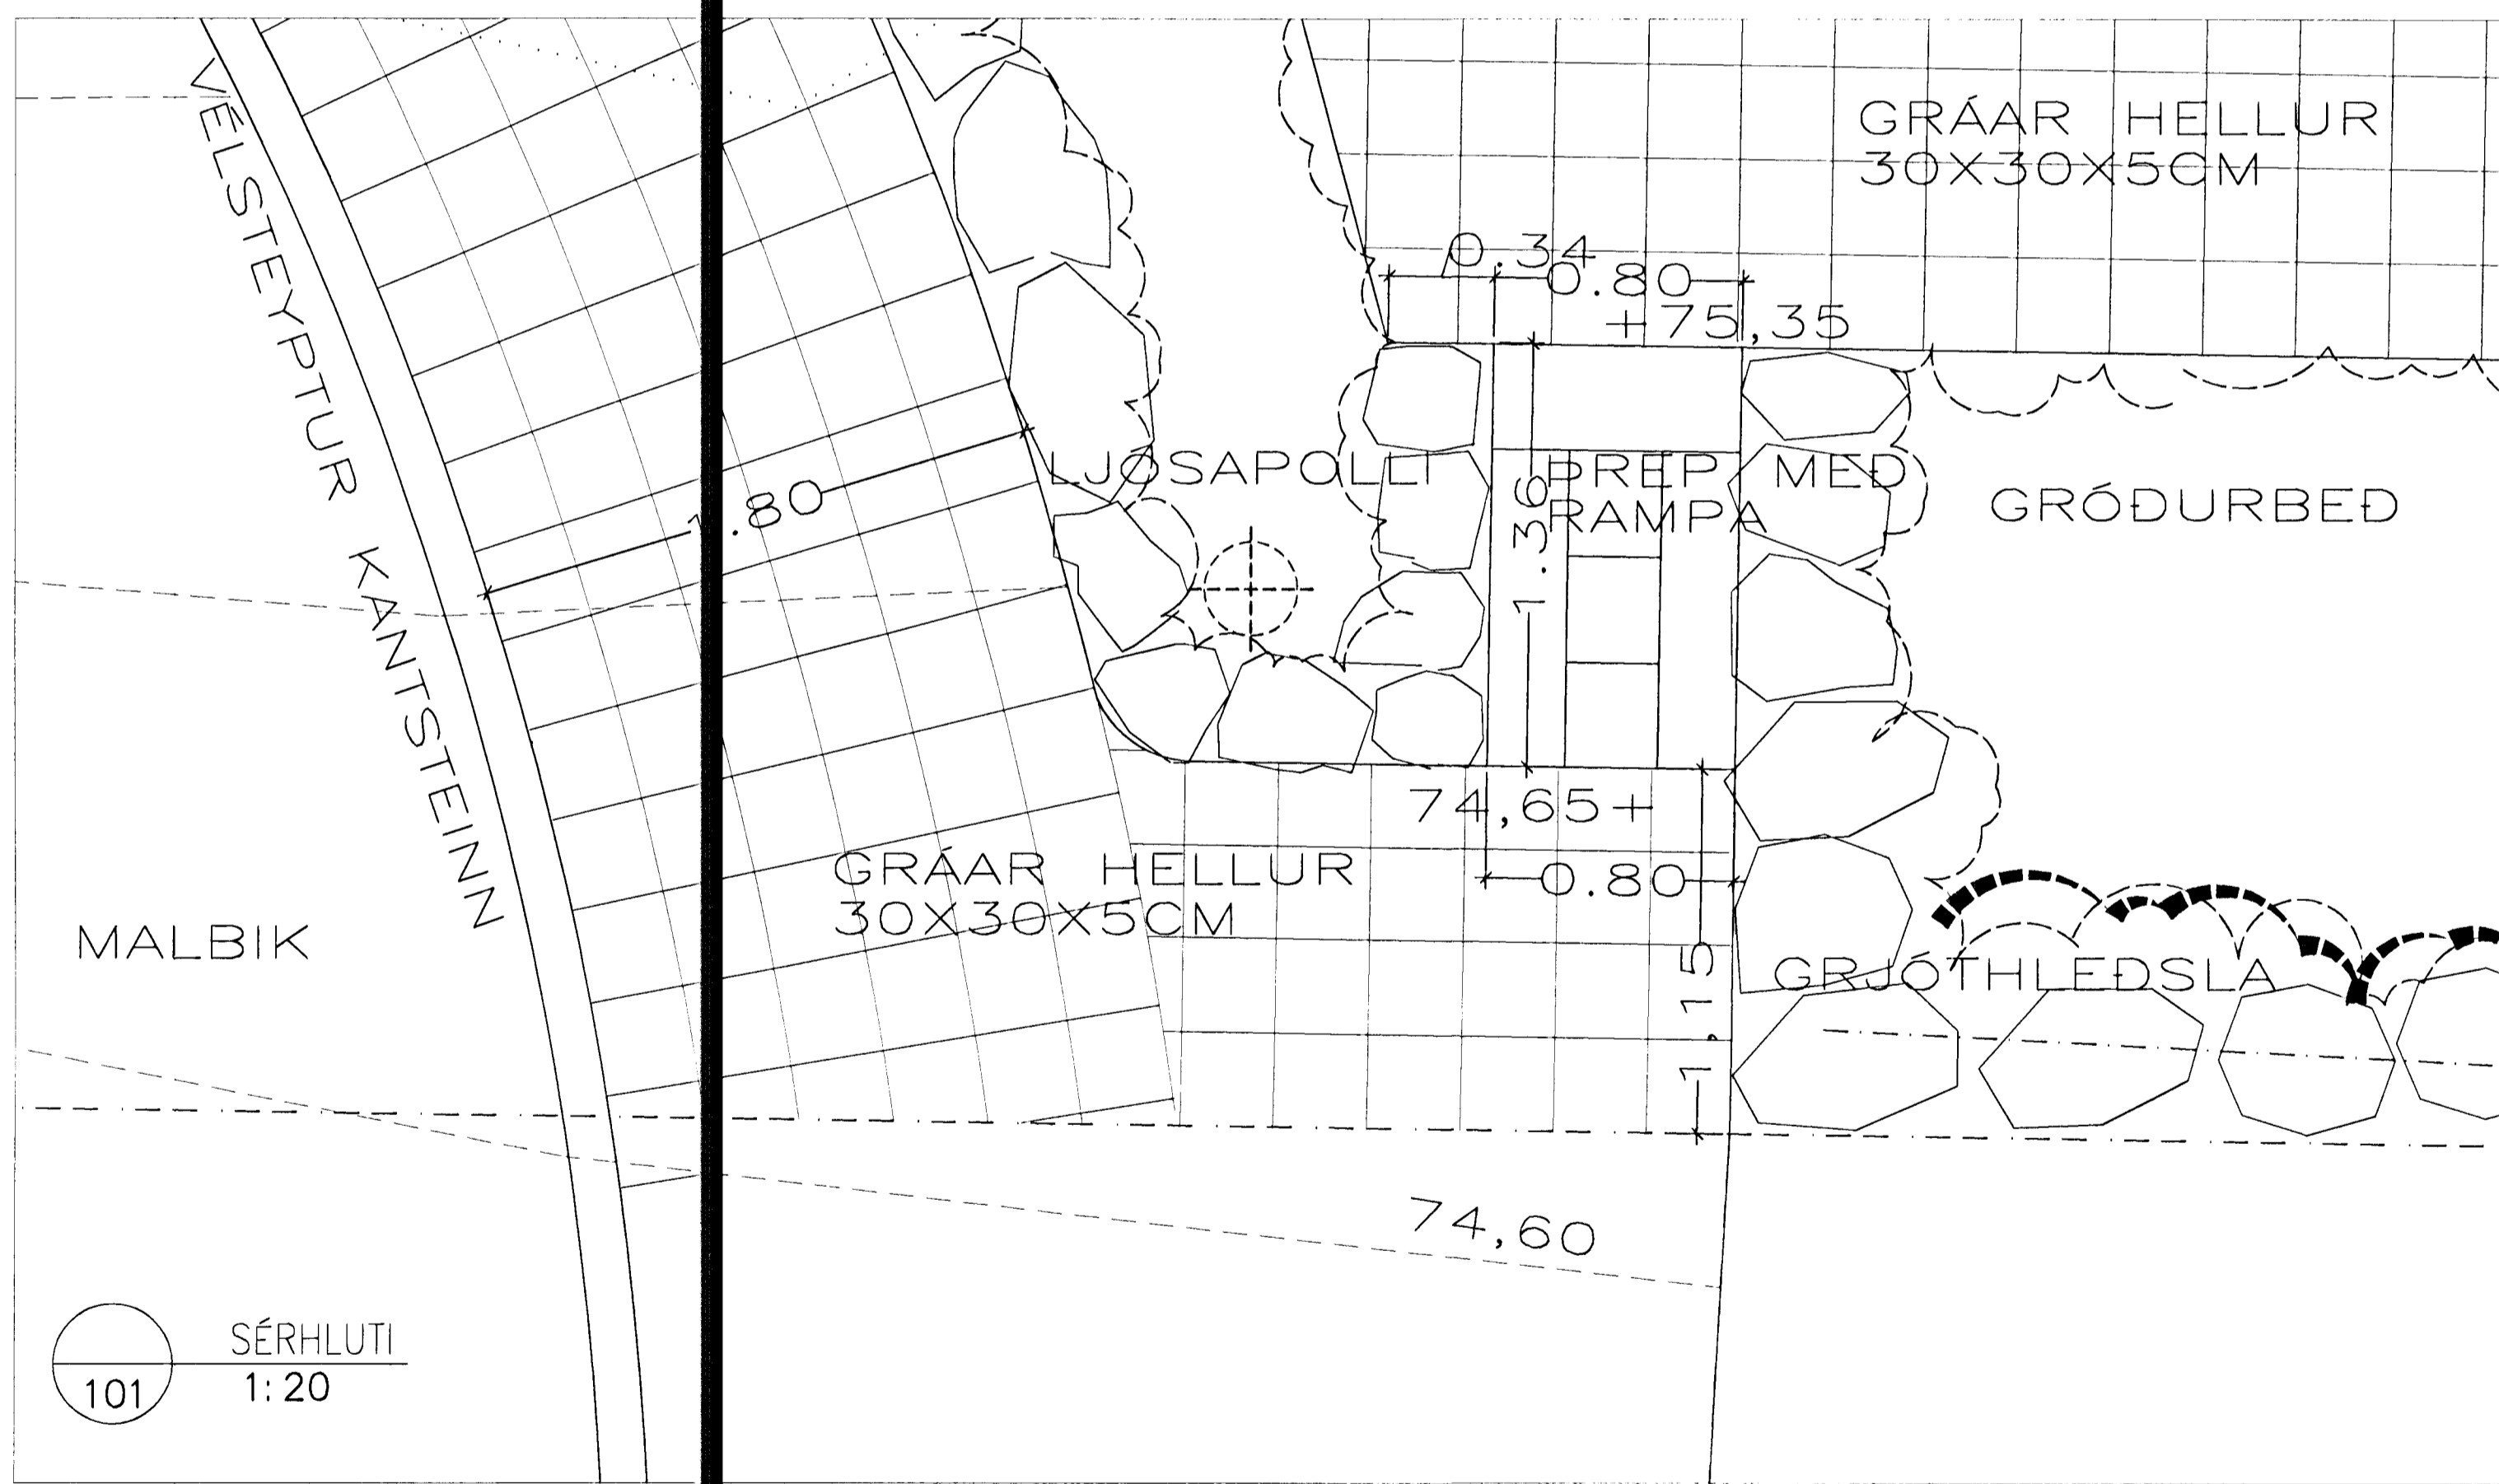 VÉLSTEYPTUR KANTSTEINN
GRÁAR HELLUR
30X30X5CM
0.34
0.80
+75,35
LJÓSAPOLLI
ÞREP MEÐ
RAMPA
GRÓÐURBEÐ
1.80
1.36
74,65+
0.80
GRÁAR HELLUR
30X30X5CM
MALBIK
1,15
GRJÓTHLEÐSLA
74,60
SÉRHLUTI
101
1:20